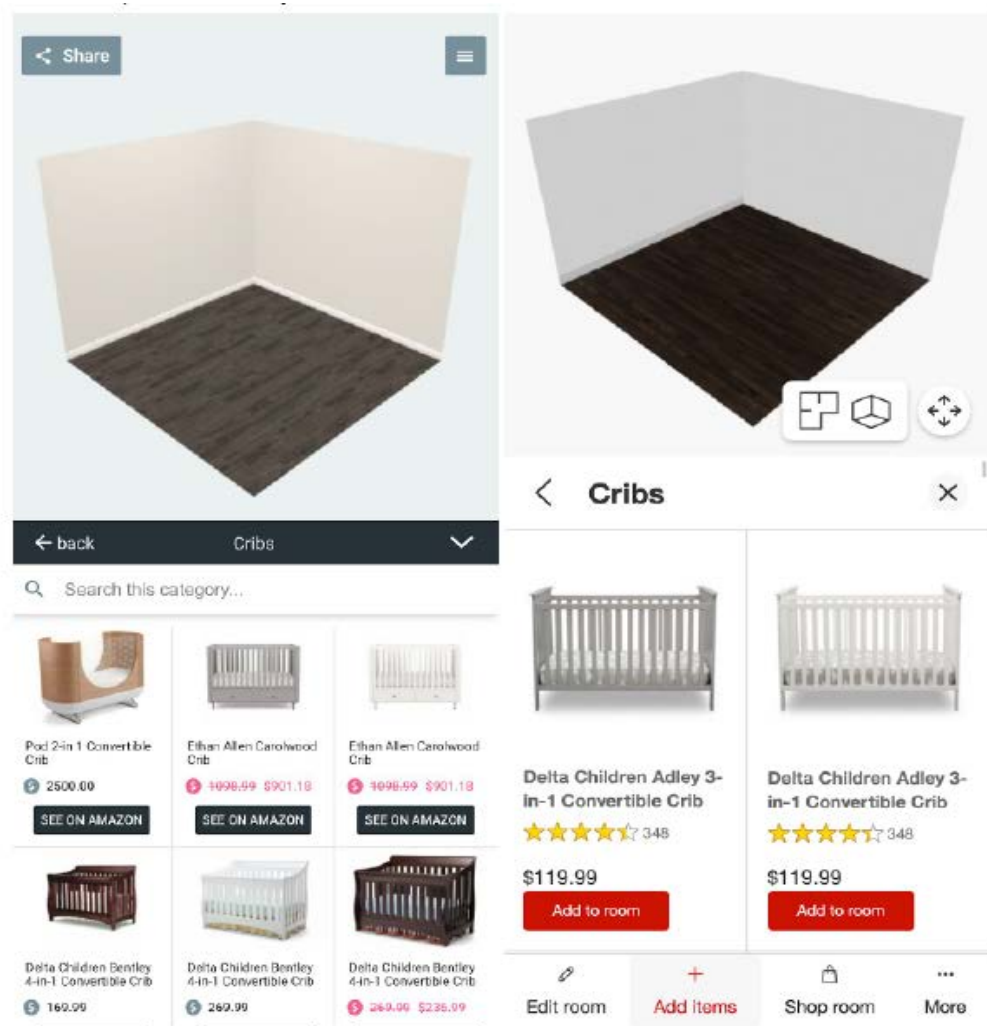 Share
← back
Cribs
Search this category...
Pod 2-in 1 Convertible
Crib
$ 2500.00
SEE ON AMAZON
Ethan Allen Carolwood
Crib
$ 1098.99 $901.18
SEE ON AMAZON
Ethan Allen Carolwood
Crib
$ 1098.99 $901.18
SEE ON AMAZON
Delta Children Bentley
4-in-1 Convertible Crib
$ 169.99
Delta Children Bentley
4-in-1 Convertible Crib
$ 269.99
Delta Children Bentley
4-in-1 Convertible Crib
$ 269.99 $236.99
Cribs
Delta Children Adley 3-
in-1 Convertible Crib
348
$119.99
Add to room
Delta Children Adley 3-
in-1 Convertible Crib
348
$119.99
Add to room
Edit room
Add items
Shop room
More